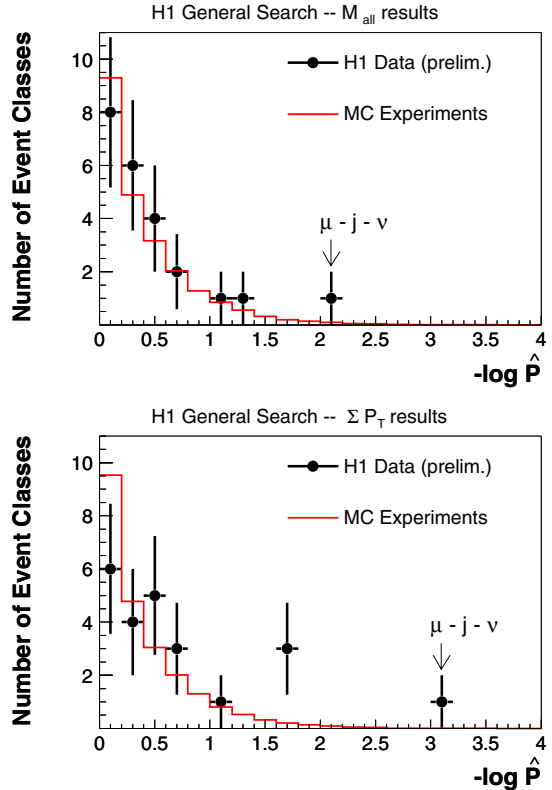 H1 General Search -- M all results
Number of Event Classes
10
8
6
4
2
H1 Data (prelim.)
MC Experiments
μ - j - ν
0 0.5 1 1.5 2 2.5 3 3.5 4
-log P̂
H1 General Search -- Σ P T results
Number of Event Classes
10
8
6
4
2
H1 Data (prelim.)
MC Experiments
μ - j - ν
0 0.5 1 1.5 2 2.5 3 3.5 4
-log P̂